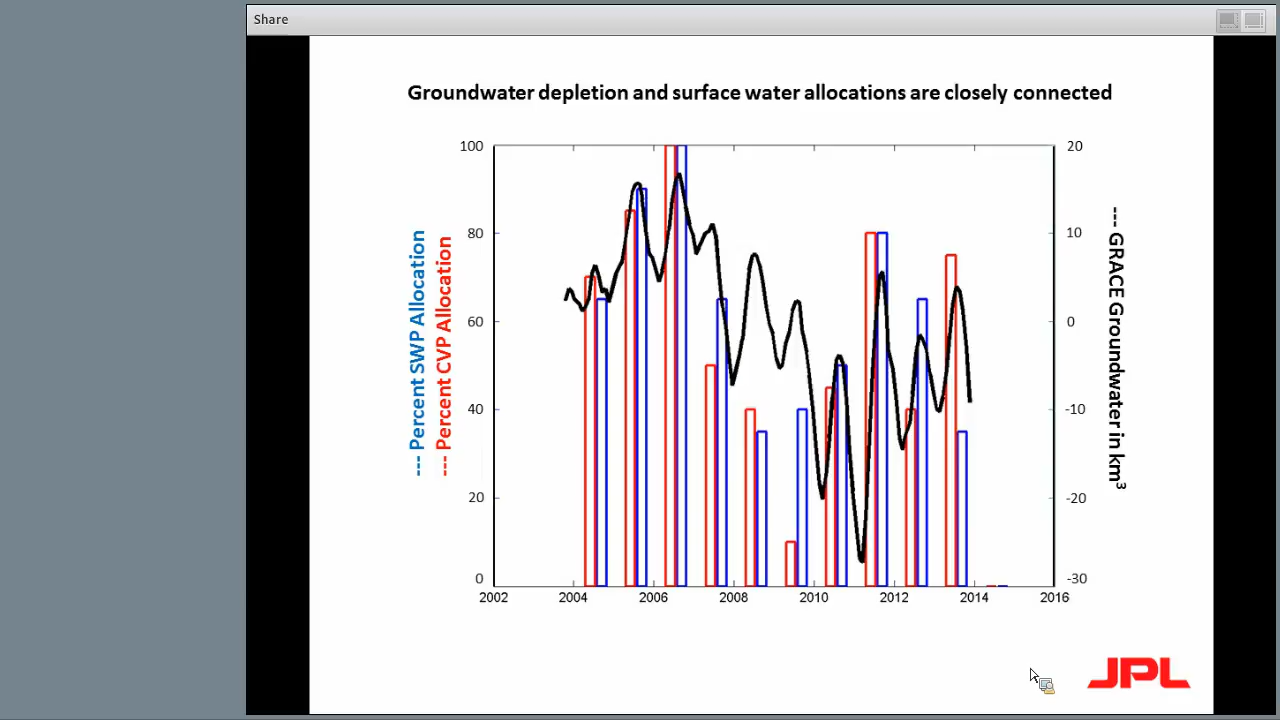 Share
Groundwater depletion and surface water allocations are closely connected
--- Percent SWP Allocation
--- Percent CVP Allocation
100
80
60
40
20
0
20
10
0
-10
-20
-30
--- GRACE Groundwater in km³
2002 2004 2006 2008 2010 2012 2014 2016
JPL